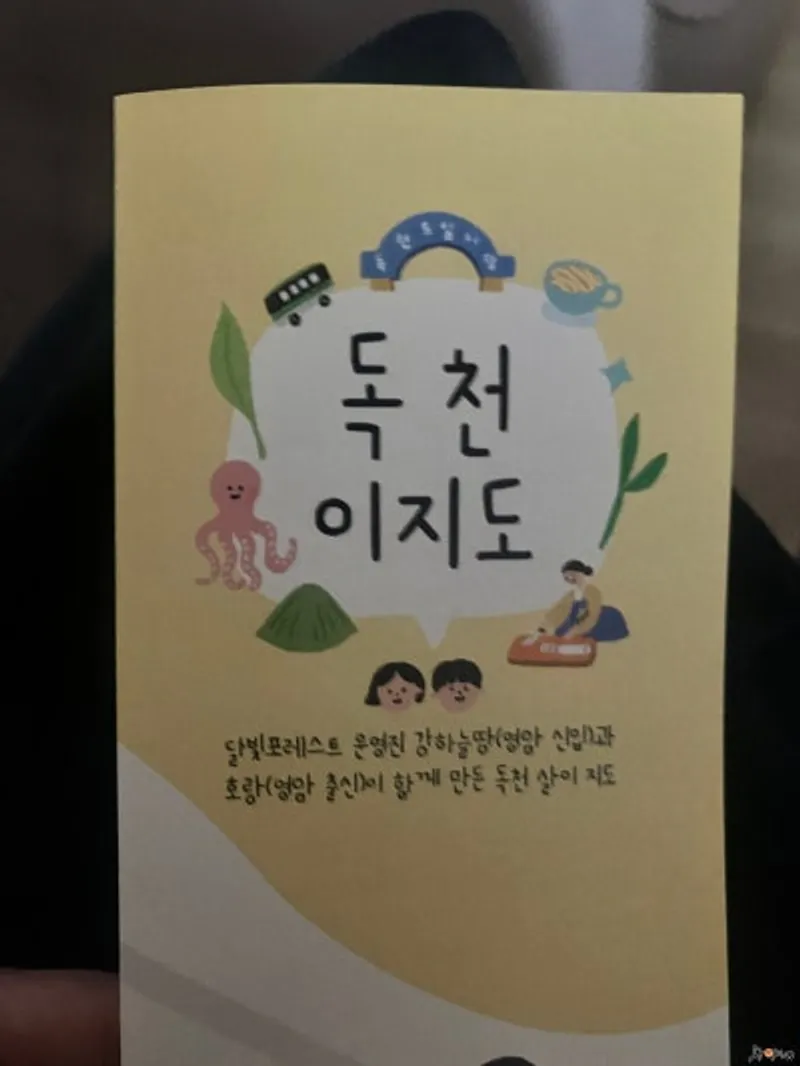 독천
이지도
달빛포레스트 운영진 강하늘땅(영암 신입)과
호랑(영암 출신)이 함께 만든 독천 살이 지도